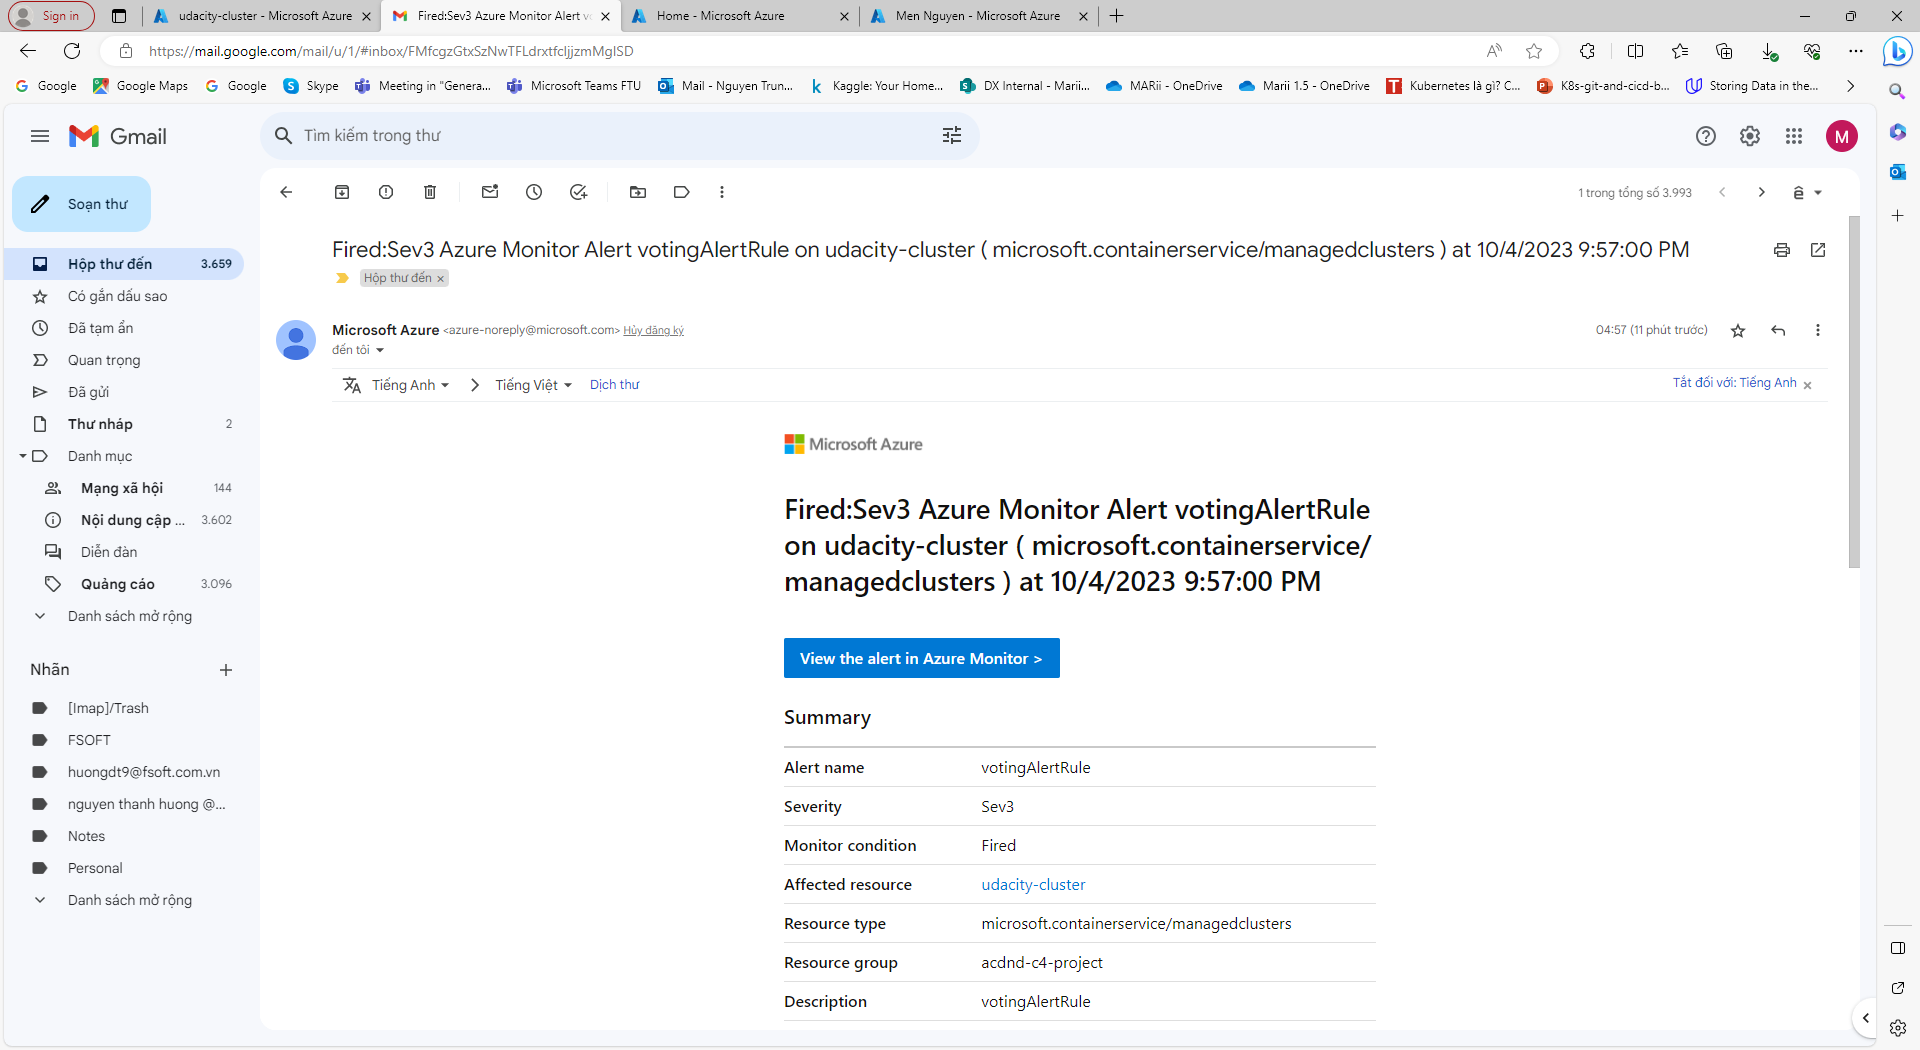 Sign in
udacity-cluster - Microsoft Azure
Fired:Sev3 Azure Monitor Alert vo
Home - Microsoft Azure
Men Nguyen - Microsoft Azure
https://mail.google.com/mail/u/1/#inbox/FMfcgzGtxSzNwTFLdrxtfcljjzmMglSD
Google
Google Maps
Google
Skype
Meeting in "Genera...
Microsoft Teams FTU
Mail - Nguyen Trun...
Kaggle: Your Home...
DX Internal - Marii...
MARii - OneDrive
Marii 1.5 - OneDrive
Kubernetes là gì? C...
K8s-git-and-cicd-b...
Storing Data in the...
Gmail
Tìm kiếm trong thư
M
Soạn thư
1 trong tổng số 3.993
ê
Hộp thư đến 3.659
Có gắn dấu sao
Đã tạm ẩn
Quan trọng
Đã gửi
Thư nháp 2
Danh mục
Mạng xã hội 144
Nội dung cập ... 3.602
Diễn đàn
Quảng cáo 3.096
Danh sách mở rộng
Nhãn
[Imap]/Trash
FSOFT
huongdt9@fsoft.com.vn
nguyen thanh huong @...
Notes
Personal
Danh sách mở rộng
Fired:Sev3 Azure Monitor Alert votingAlertRule on udacity-cluster ( microsoft.containerservice/managedclusters ) at 10/4/2023 9:57:00 PM
Hộp thư đến
Microsoft Azure <azure-noreply@microsoft.com> Hủy đăng ký
04:57 (11 phút trước)
đến tôi
Tiếng Anh > Tiếng Việt Dịch thư
Tắt đối với: Tiếng Anh
Microsoft Azure
Fired:Sev3 Azure Monitor Alert votingAlertRule
on udacity-cluster ( microsoft.containerservice/
managedclusters ) at 10/4/2023 9:57:00 PM
View the alert in Azure Monitor >
Summary
Alert name votingAlertRule
Severity Sev3
Monitor condition Fired
Affected resource udacity-cluster
Resource type microsoft.containerservice/managedclusters
Resource group acdnd-c4-project
Description votingAlertRule